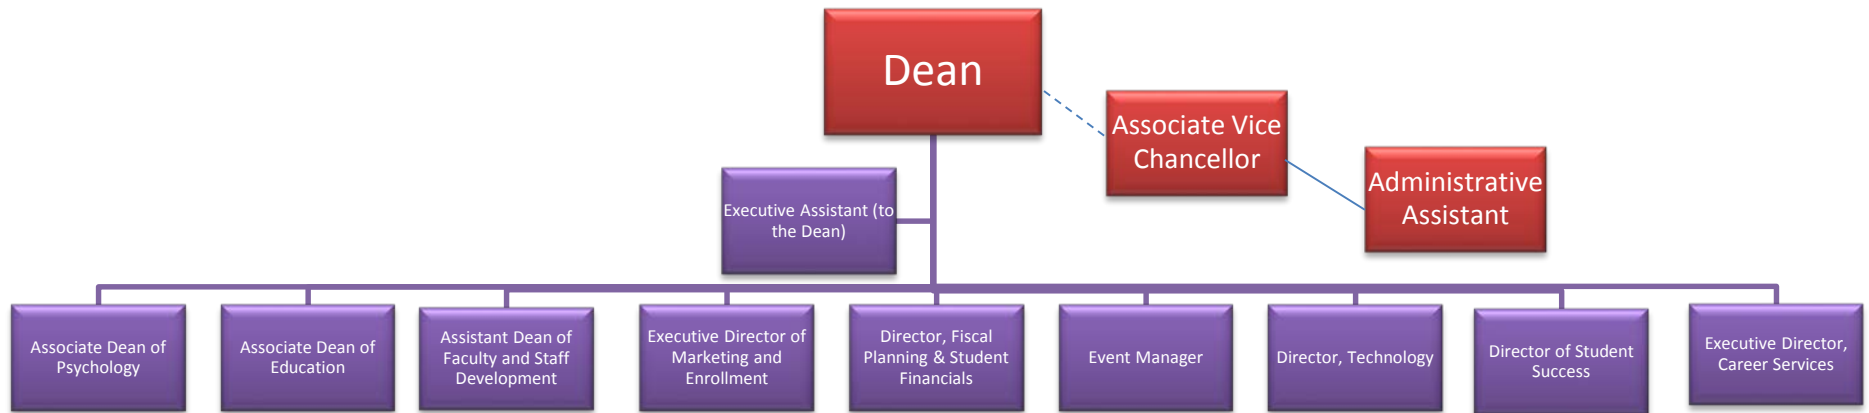 Dean
Associate Vice
Chancellor
Administrative
Assistant
Executive Assistant (to
the Dean)
Associate Dean of
Psychology
Associate Dean of
Education
Assistant Dean of
Faculty and Staff
Development
Executive Director of
Marketing and
Enrollment
Director, Fiscal
Planning & Student
Financials
Event Manager
Director, Technology
Director of Student
Success
Executive Director,
Career Services